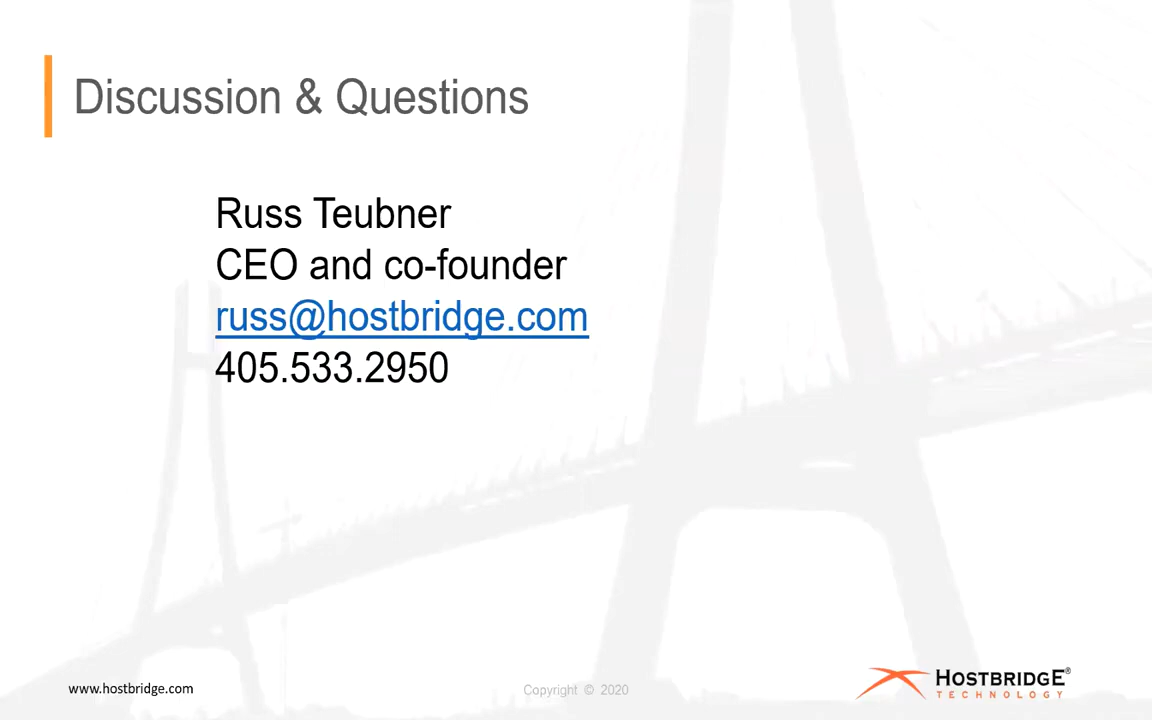 Discussion & Questions
Russ Teubner
CEO and co-founder
russ@hostbridge.com
405.533.2950
www.hostbridge.com
Copyright © 2020
HOSTBRIDGE®
TECHNOLOGY